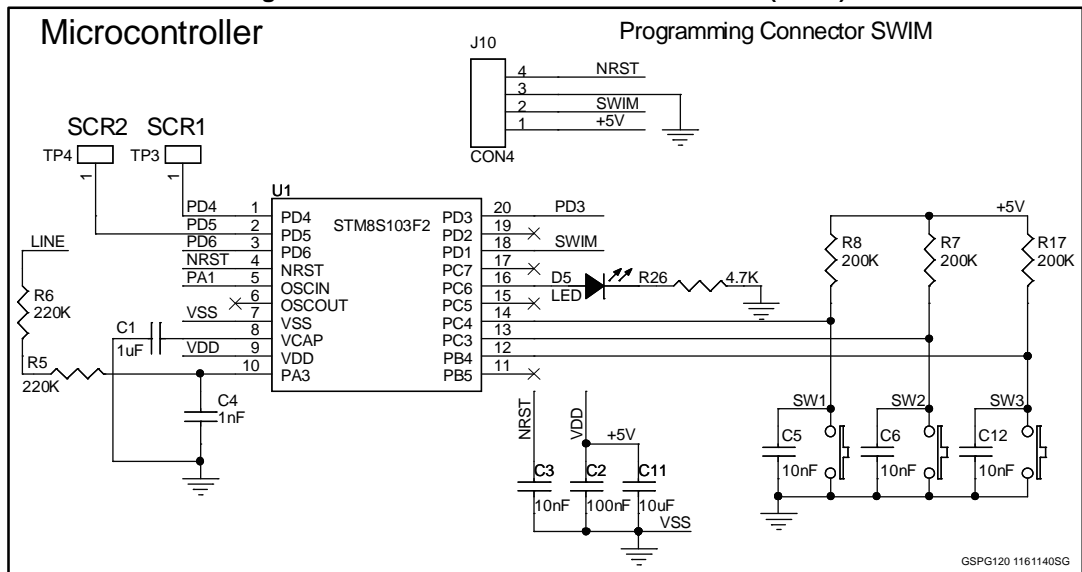 Microcontroller
Programming Connector SWIM
J10
4 NRST
3
2 SWIM
1 +5V
CON4
SCR2 SCR1
TP4 TP3
1 1
U1
STM8S103F2
PD4 1 PD4
PD5 2 PD5
PD6 3 PD6
NRST 4 NRST
PA1 5 OSCIN
6 OSCOUT
VSS 7 VSS
8 VCAP
VDD 9 VDD
10 PA3
PD3 20 PD3
PD2 19
PD1 18 SWIM
PC7 17
PC6 16
PC5 15
PC4 14
PC3 13
PB4 12
PB5 11
LINE
R6
220K
R5
220K
C1
1uF
C4
1nF
D5
LED
R26 4.7K
+5V
R8
200K
R7
200K
R17
200K
SW1 SW2 SW3
C5
10nF
C6
10nF
C12
10nF
NRST
VDD
+5V
C3
10nF
C2
100nF
C11
10uF
VSS
GSPG120 1161140SG